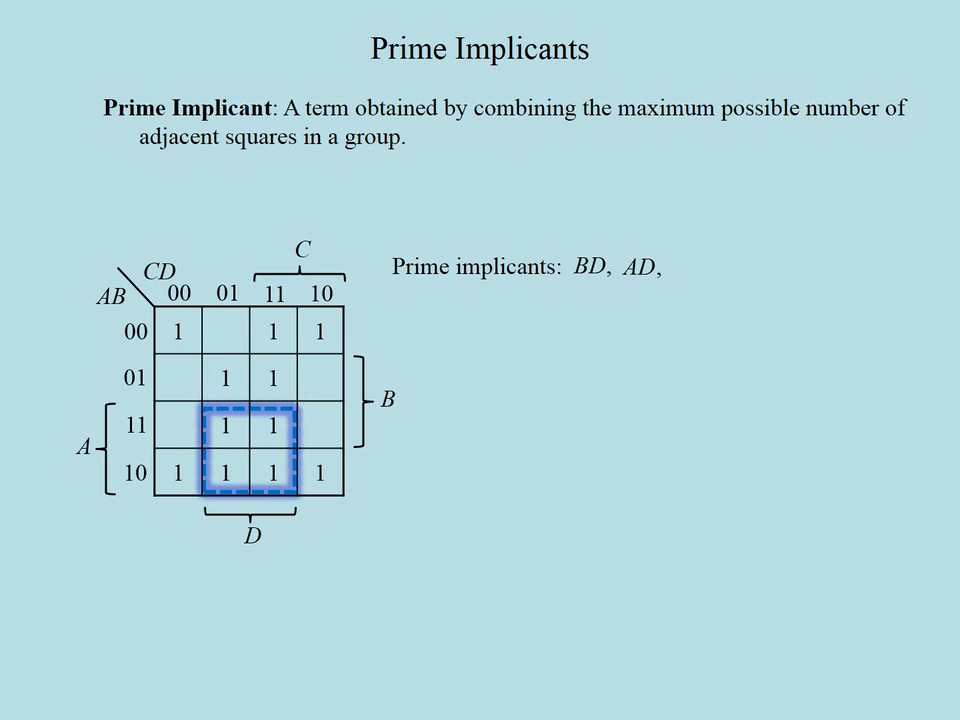 Prime Implicants
Prime Implicant: A term obtained by combining the maximum possible number of
adjacent squares in a group.
C
Prime implicants: BD, AD,
CD
AB
00 01 11 10
00 1 1 1
01 1 1
B
11 1 1
A
10 1 1 1 1
D